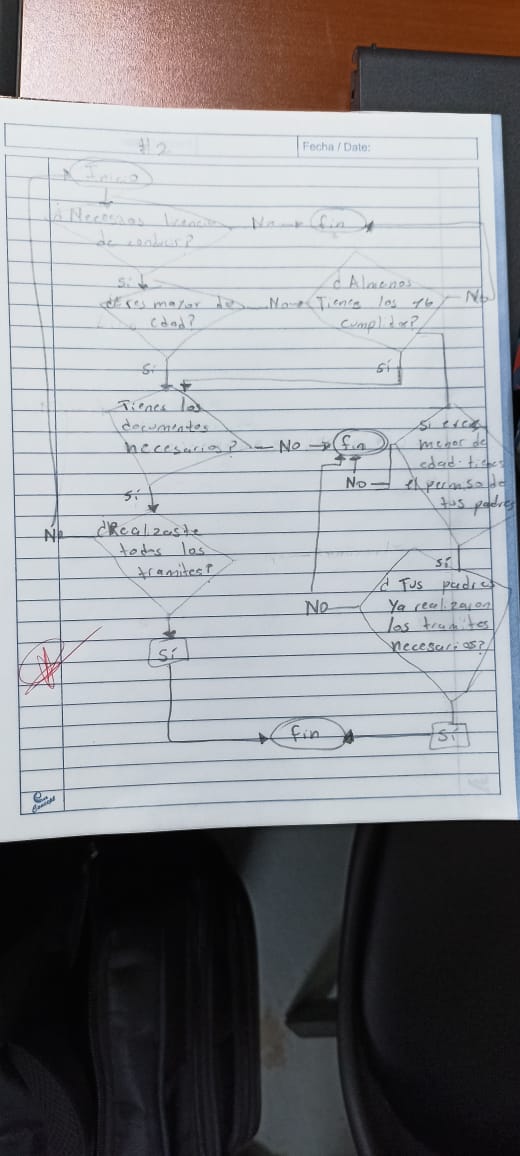 #2
Fecha / Date:
Inicio
¿Necesitas licencia
de conducir?
No
fin
Sí
¿Eres mayor de
edad?
No
¿Almenos
Tienes los 16
cumplidos?
No
Sí
Sí
Tienes los
documentos
necesarios?
No
fin
Si eres
menor de
edad tienes
el permiso de
tus padres
No
Sí
No
¿Realizaste
todos los
tramites?
Sí
¿Tus padres
Ya realizaron
los tramites
necesarios?
No
Sí
fin
Sí